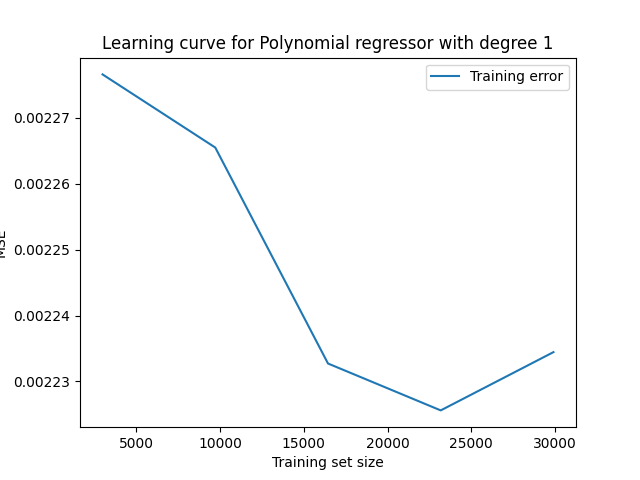 Learning curve for Polynomial regressor with degree 1
Training error
0.00227
0.00226
0.00225
0.00224
0.00223
MSE
5000 10000 15000 20000 25000 30000
Training set size